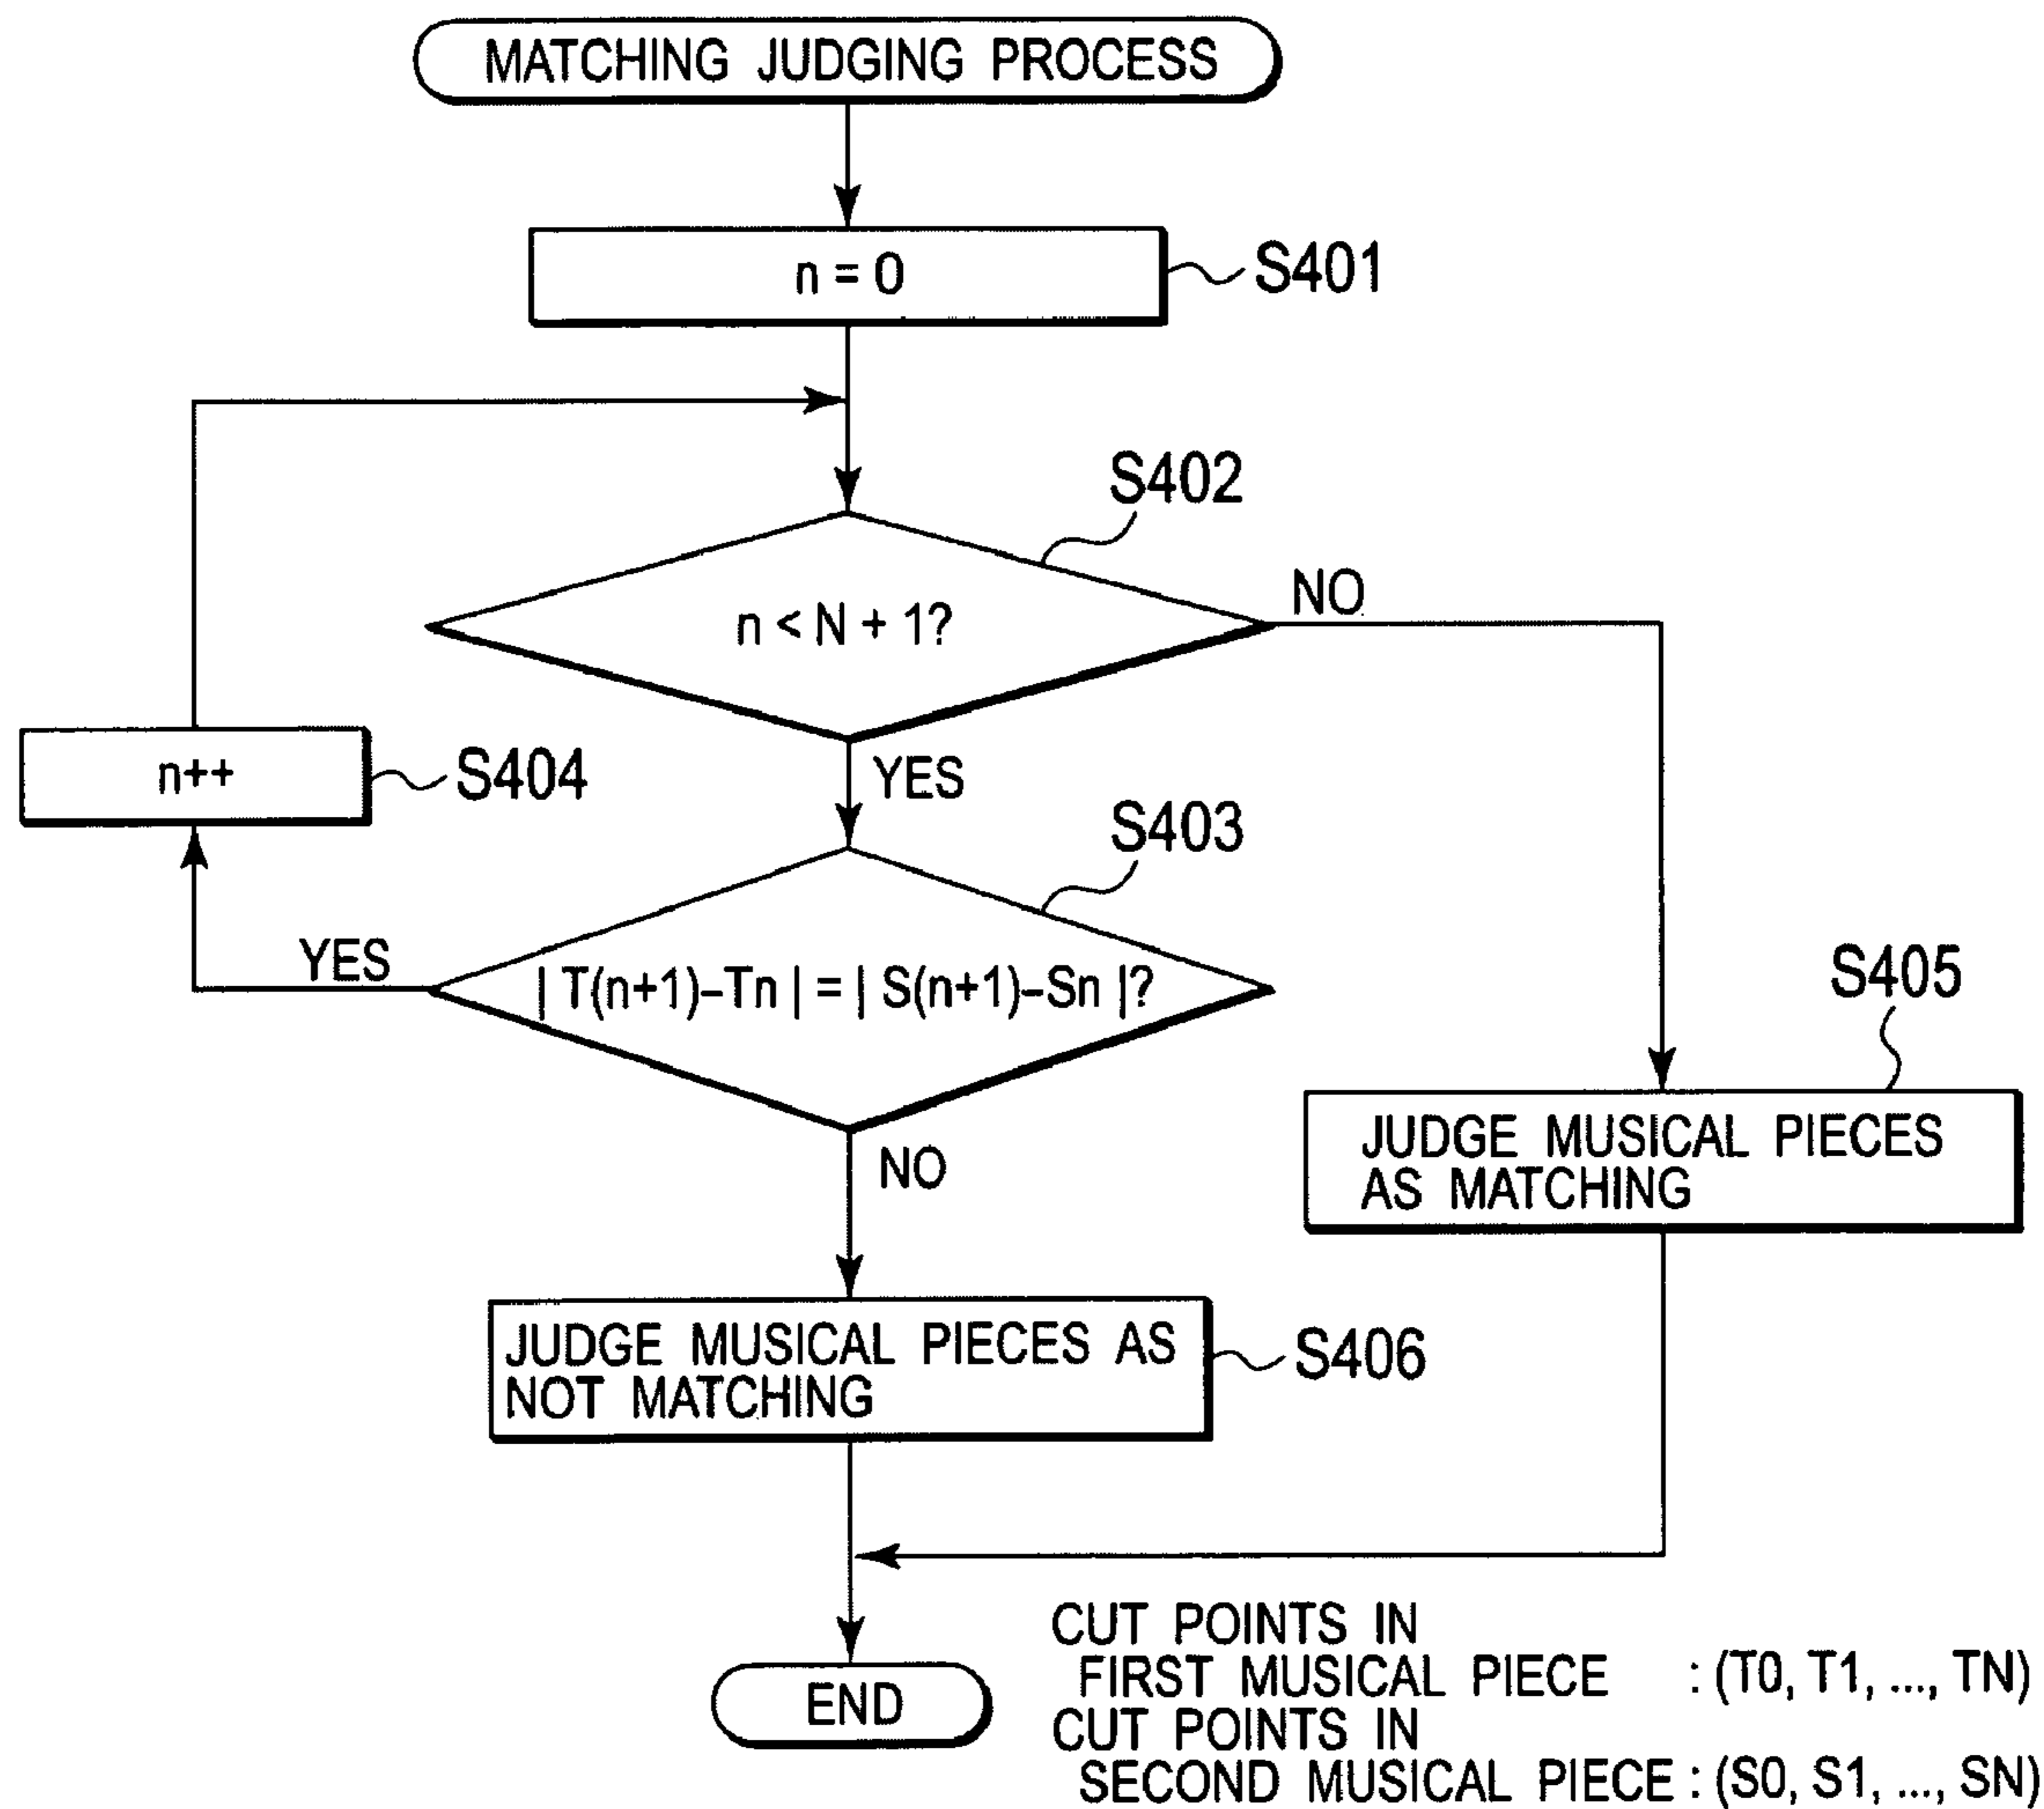 MATCHING JUDGING PROCESS
n = 0
S401
S402
n < N + 1?
NO
YES
n++
S404
S403
| T(n+1)–Tn | = | S(n+1)–Sn |?
YES
NO
S405
JUDGE MUSICAL PIECES
AS MATCHING
JUDGE MUSICAL PIECES AS
NOT MATCHING
S406
END
CUT POINTS IN
FIRST MUSICAL PIECE : (T0, T1, ..., TN)
CUT POINTS IN
SECOND MUSICAL PIECE : (S0, S1, ..., SN)